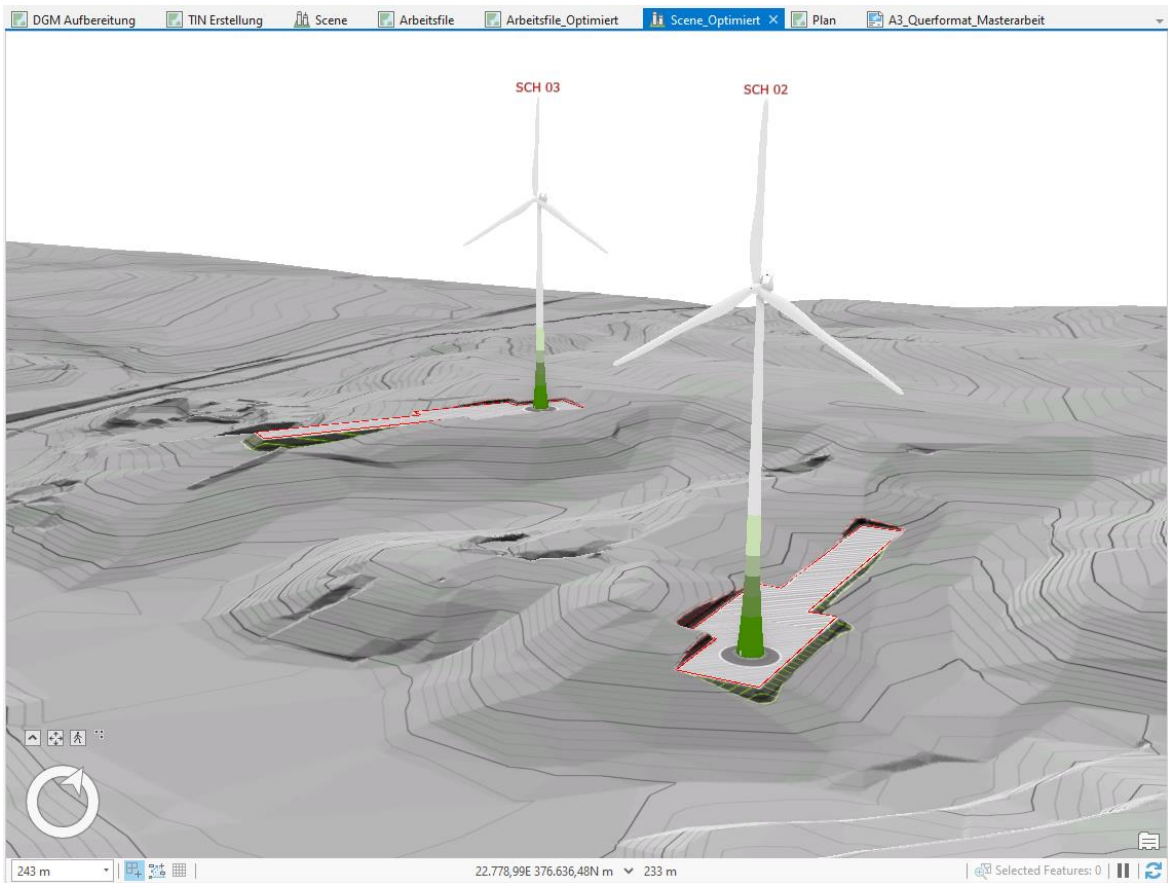 DGM Aufbereitung TIN Erstellung Scene Arbeitsfile Arbeitsfile_Optimiert Scene_Optimiert Plan A3_Querformat_Masterarbeit
SCH 03
SCH 02
243 m 22.778,99E 376.636,48N m 233 m Selected Features: 0